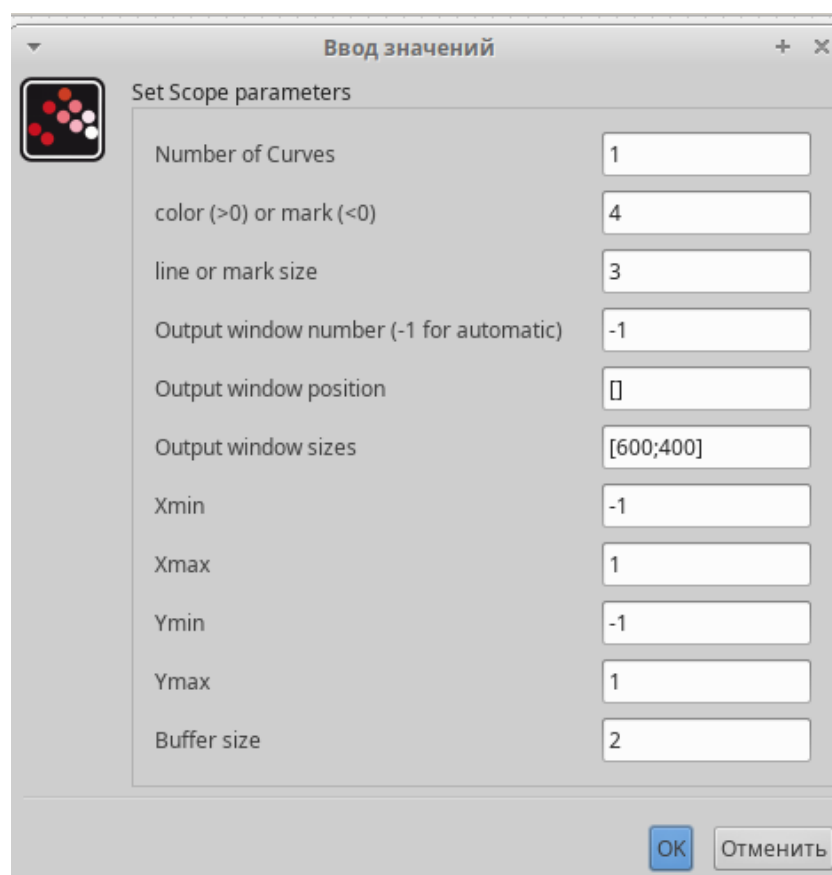 Ввод значений
Set Scope parameters
Number of Curves 1
color (>0) or mark (<0) 4
line or mark size 3
Output window number (-1 for automatic) -1
Output window position []
Output window sizes [600;400]
Xmin -1
Xmax 1
Ymin -1
Ymax 1
Buffer size 2
OK Отменить